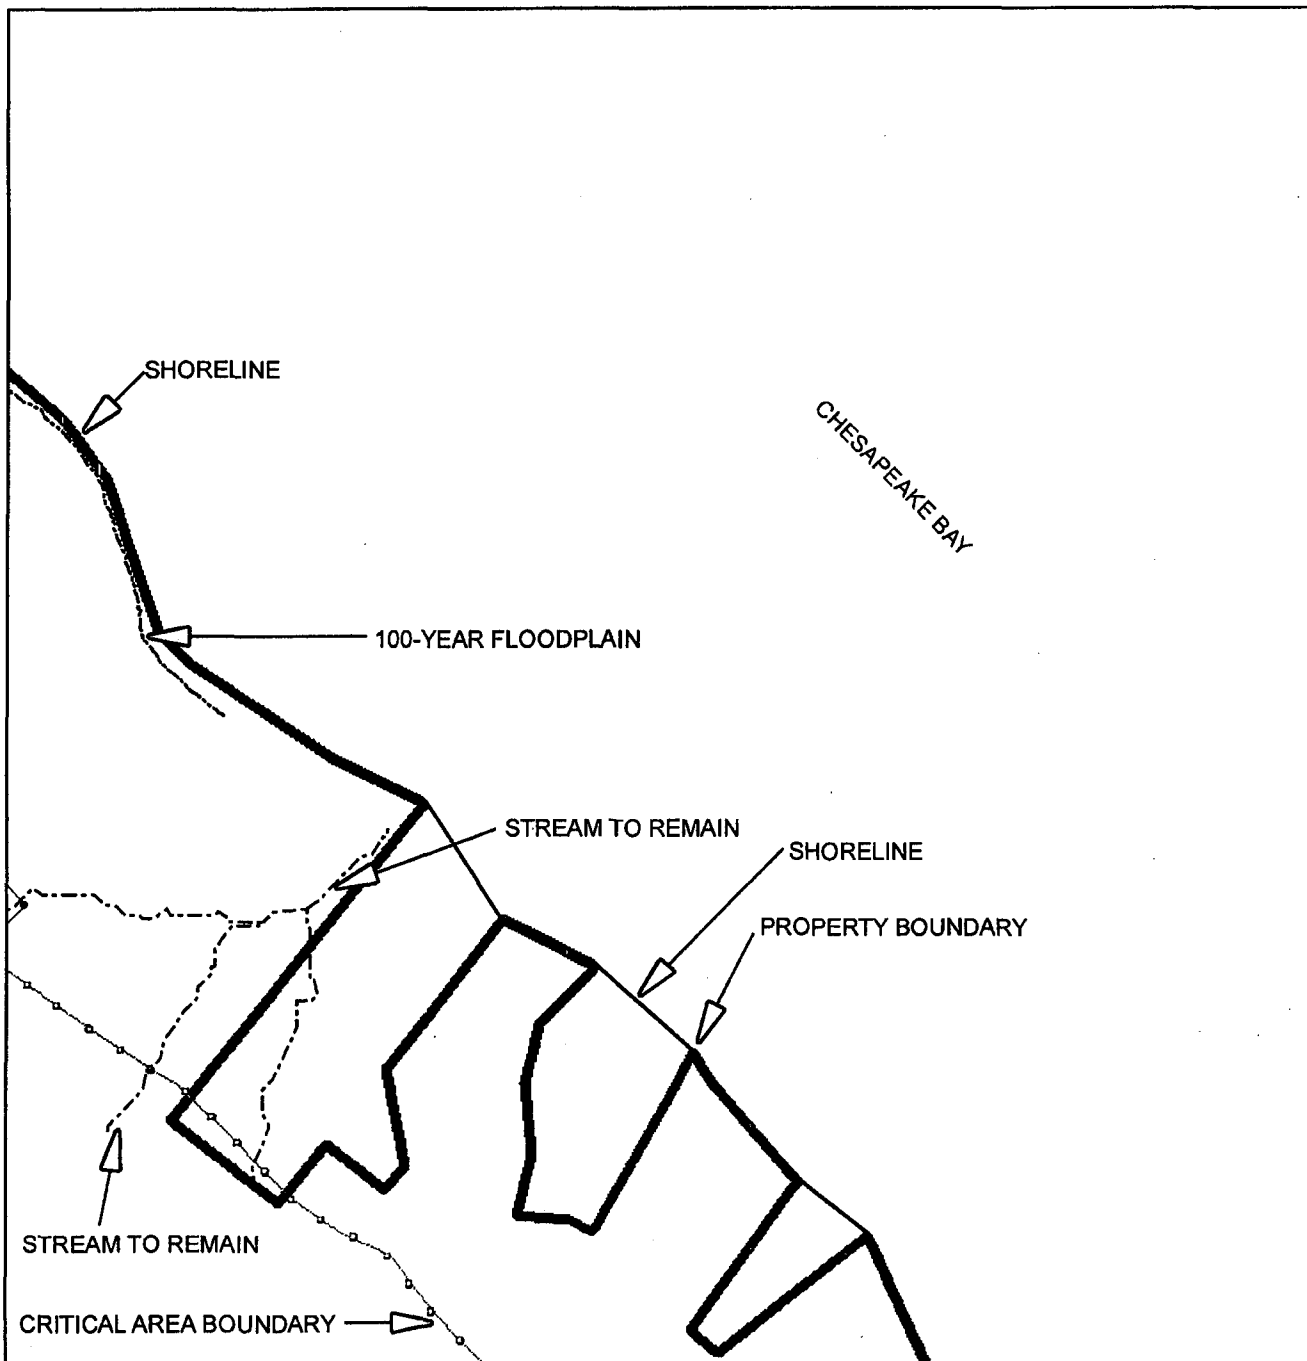 SHORELINE
CHESAPEAKE BAY
100-YEAR FLOODPLAIN
STREAM TO REMAIN
SHORELINE
PROPERTY BOUNDARY
STREAM TO REMAIN
CRITICAL AREA BOUNDARY